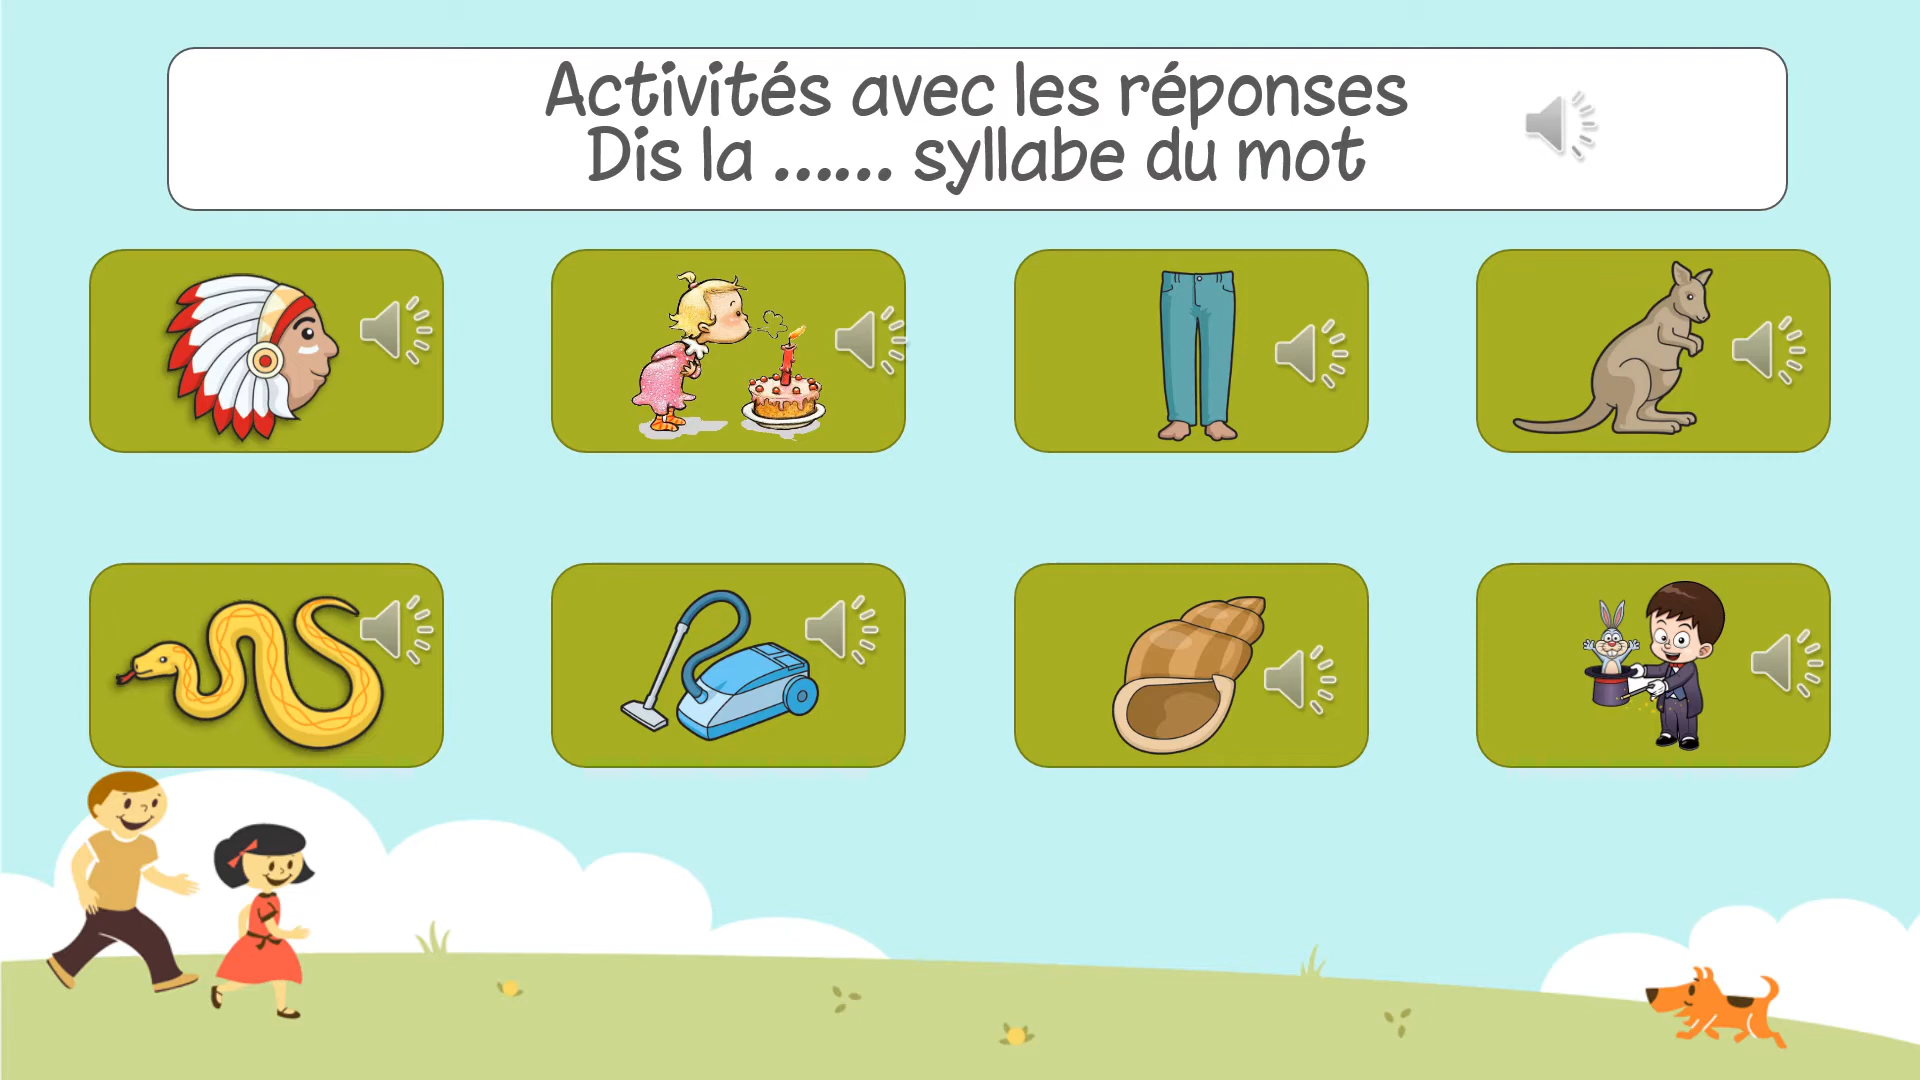 Activités avec les réponses
Dis la ...... syllabe du mot